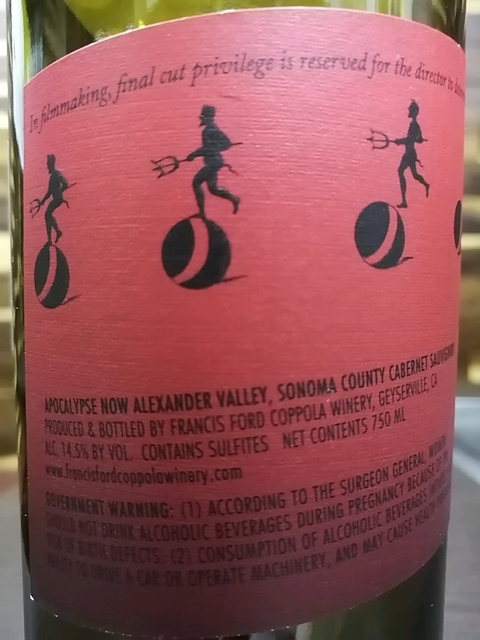 In filmmaking, final cut privilege is reserved for the director to
APOCALYPSE NOW ALEXANDER VALLEY, SONOMA COUNTY CABERNET SAUVIGNON
PRODUCED & BOTTLED BY FRANCIS FORD COPPOLA WINERY, GEYSERVILLE, CA
ALC. 14.5% BY VOL. CONTAINS SULFITES NET CONTENTS 750 ML
www.francisfordcoppolawinery.com
GOVERNMENT WARNING: (1) ACCORDING TO THE SURGEON GENERAL, WOMEN
SHOULD NOT DRINK ALCOHOLIC BEVERAGES DURING PREGNANCY BECAUSE OF THE
RISK OF BIRTH DEFECTS. (2) CONSUMPTION OF ALCOHOLIC BEVERAGES
ABILITY TO DRIVE A CAR OR OPERATE MACHINERY, AND MAY CAUSE HEALTH